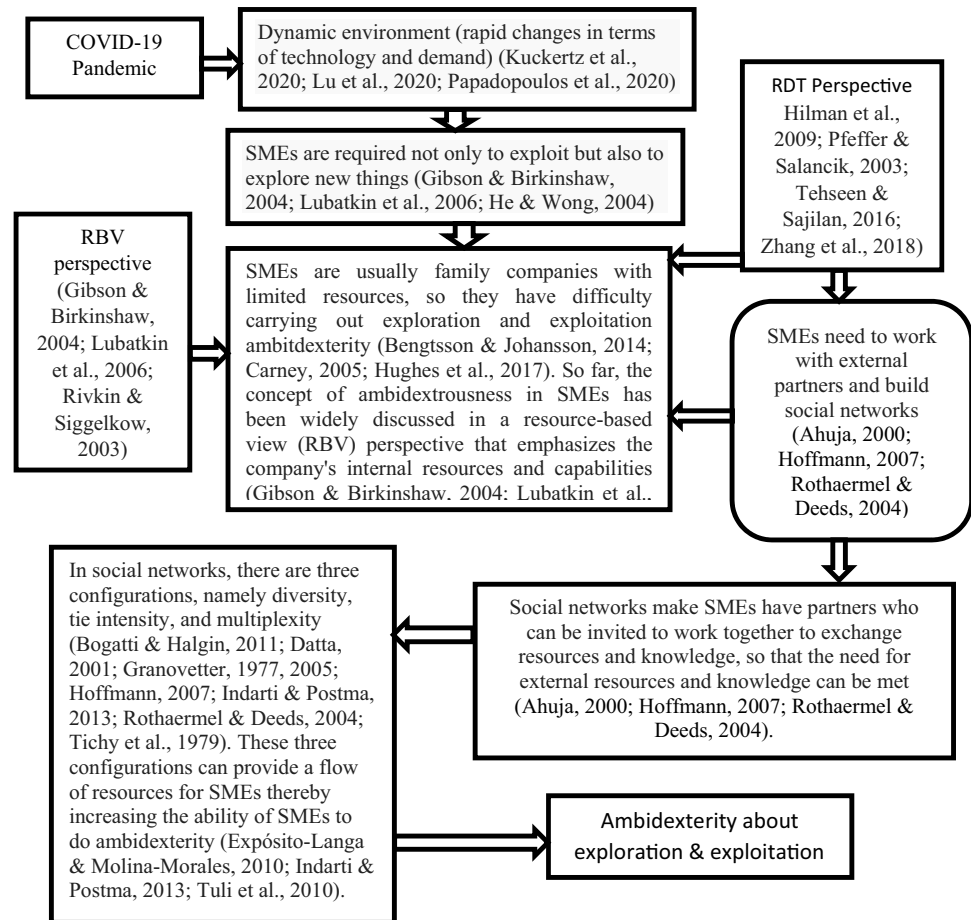 COVID-19
Pandemic
Dynamic environment (rapid changes in terms
of technology and demand) (Kuckertz et al.,
2020; Lu et al., 2020; Papadopoulos et al., 2020)
RDT Perspective
Hilman et al.,
2009; Pfeffer &
Salancik, 2003;
Tehseen &
Sajilan, 2016;
Zhang et al., 2018)
SMEs are required not only to exploit but also to
explore new things (Gibson & Birkinshaw,
2004; Lubatkin et al., 2006; He & Wong, 2004)
RBV
perspective
(Gibson &
Birkinshaw,
2004; Lubatkin
et al., 2006;
Rivkin &
Siggelkow,
2003)
SMEs are usually family companies with
limited resources, so they have difficulty
carrying out exploration and exploitation
ambitdexterity (Bengtsson & Johansson, 2014;
Carney, 2005; Hughes et al., 2017). So far, the
concept of ambidextrousness in SMEs has
been widely discussed in a resource-based
view (RBV) perspective that emphasizes the
company's internal resources and capabilities
(Gibson & Birkinshaw, 2004; Lubatkin et al.,
SMEs need to work
with external
partners and build
social networks
(Ahuja, 2000;
Hoffmann, 2007;
Rothaermel &
Deeds, 2004)
In social networks, there are three
configurations, namely diversity,
tie intensity, and multiplexity
(Bogatti & Halgin, 2011; Datta,
2001; Granovetter, 1977, 2005;
Hoffmann, 2007; Indarti & Postma,
2013; Rothaermel & Deeds, 2004;
Tichy et al., 1979). These three
configurations can provide a flow
of resources for SMEs thereby
increasing the ability of SMEs to
do ambidexterity (Expósito-Langa
& Molina-Morales, 2010; Indarti &
Postma, 2013; Tuli et al., 2010).
Social networks make SMEs have partners who
can be invited to work together to exchange
resources and knowledge, so that the need for
external resources and knowledge can be met
(Ahuja, 2000; Hoffmann, 2007; Rothaermel &
Deeds, 2004).
Ambidexterity about
exploration & exploitation